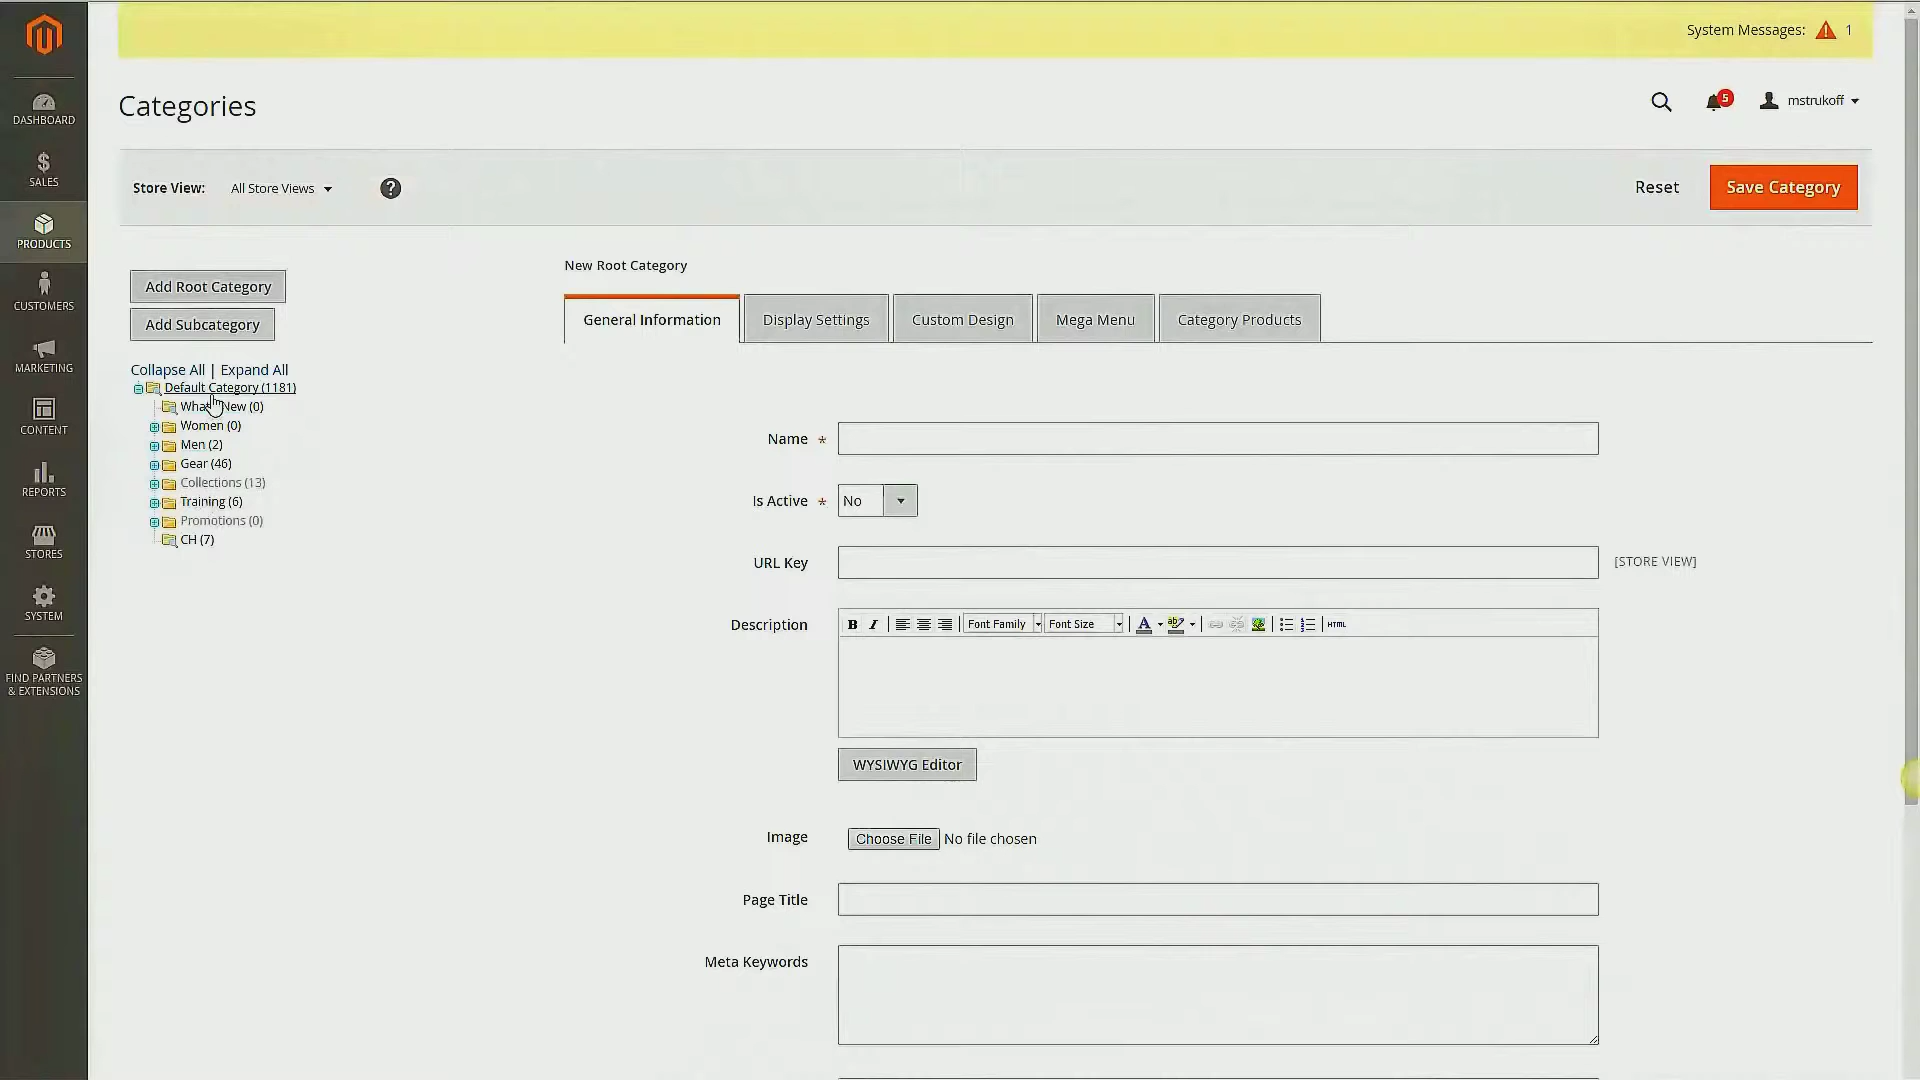 System Messages: 1
Categories
5
mstrukoff
DASHBOARD
SALES
PRODUCTS
CUSTOMERS
MARKETING
CONTENT
REPORTS
STORES
SYSTEM
FIND PARTNERS
& EXTENSIONS
Store View: All Store Views ?
Reset
Save Category
Add Root Category
Add Subcategory
Collapse All | Expand All
Default Category (1181)
New (0)
Women (0)
Men (2)
Gear (46)
Collections (13)
Training (6)
Promotions (0)
CH (7)
New Root Category
General Information
Display Settings
Custom Design
Mega Menu
Category Products
Name *
Is Active * No
URL Key [STORE VIEW]
Description
B I Font Family Font Size A ab HTML
WYSIWYG Editor
Image Choose File No file chosen
Page Title
Meta Keywords